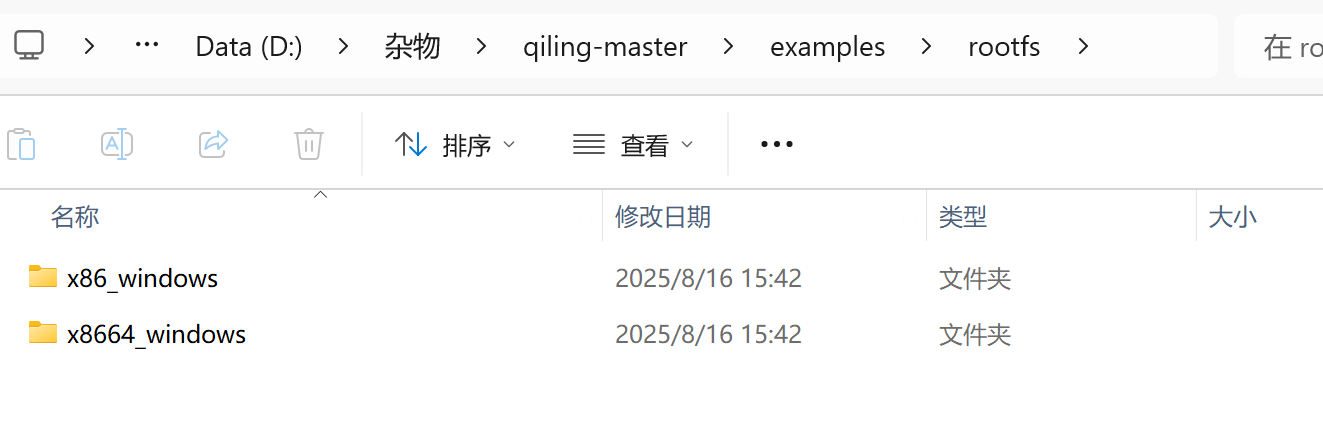 Data (D:) 杂物 qiling-master examples rootfs 在 ro
排序 查看
名称 修改日期 类型 大小
x86_windows 2025/8/16 15:42 文件夹
x8664_windows 2025/8/16 15:42 文件夹